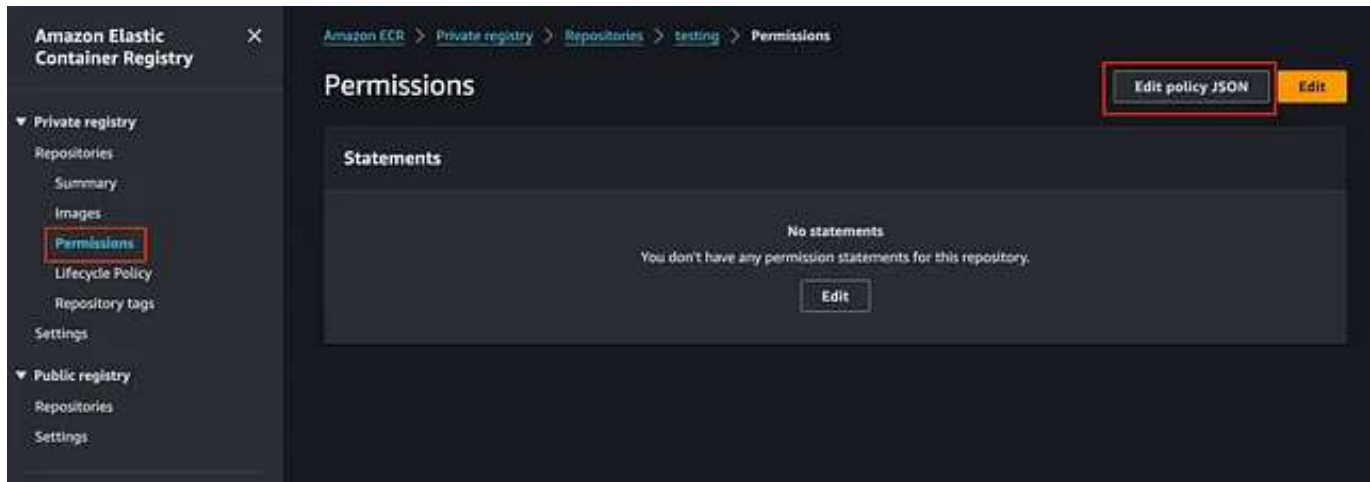 Amazon Elastic
Container Registry
Private registry
Repositories
Summary
Images
Permissions
Lifecycle Policy
Repository tags
Settings
Public registry
Repositories
Settings
Amazon ECR > Private registry > Repositories > testing > Permissions
Permissions
Edit policy JSON
Edit
Statements
No statements
You don't have any permission statements for this repository.
Edit